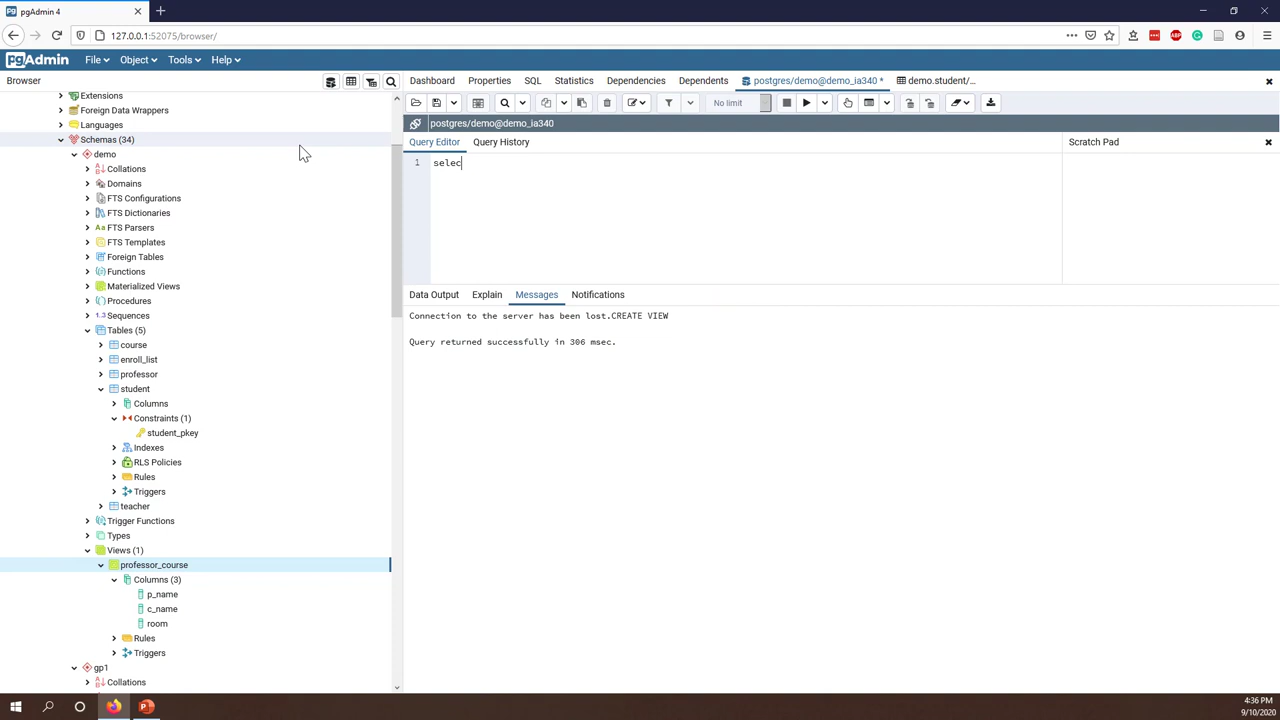 pgAdmin 4
127.0.0.1:52075/browser/
pgAdmin File Object Tools Help
Browser
Dashboard Properties SQL Statistics Dependencies Dependents postgres/demo@demo_ia340 * demo.student/...
Extensions
Foreign Data Wrappers
Languages
Schemas (34)
demo
Collations
Domains
FTS Configurations
FTS Dictionaries
FTS Parsers
FTS Templates
Foreign Tables
Functions
Materialized Views
Procedures
1..3 Sequences
Tables (5)
course
enroll_list
professor
student
Columns
Constraints (1)
student_pkey
Indexes
RLS Policies
Rules
Triggers
teacher
Trigger Functions
Types
Views (1)
professor_course
Columns (3)
p_name
c_name
room
Rules
Triggers
gp1
Collations
No limit
postgres/demo@demo_ia340
Query Editor Query History
Scratch Pad
1 selec
Data Output Explain Messages Notifications
Connection to the server has been lost.CREATE VIEW
Query returned successfully in 306 msec.
4:36 PM
9/10/2020